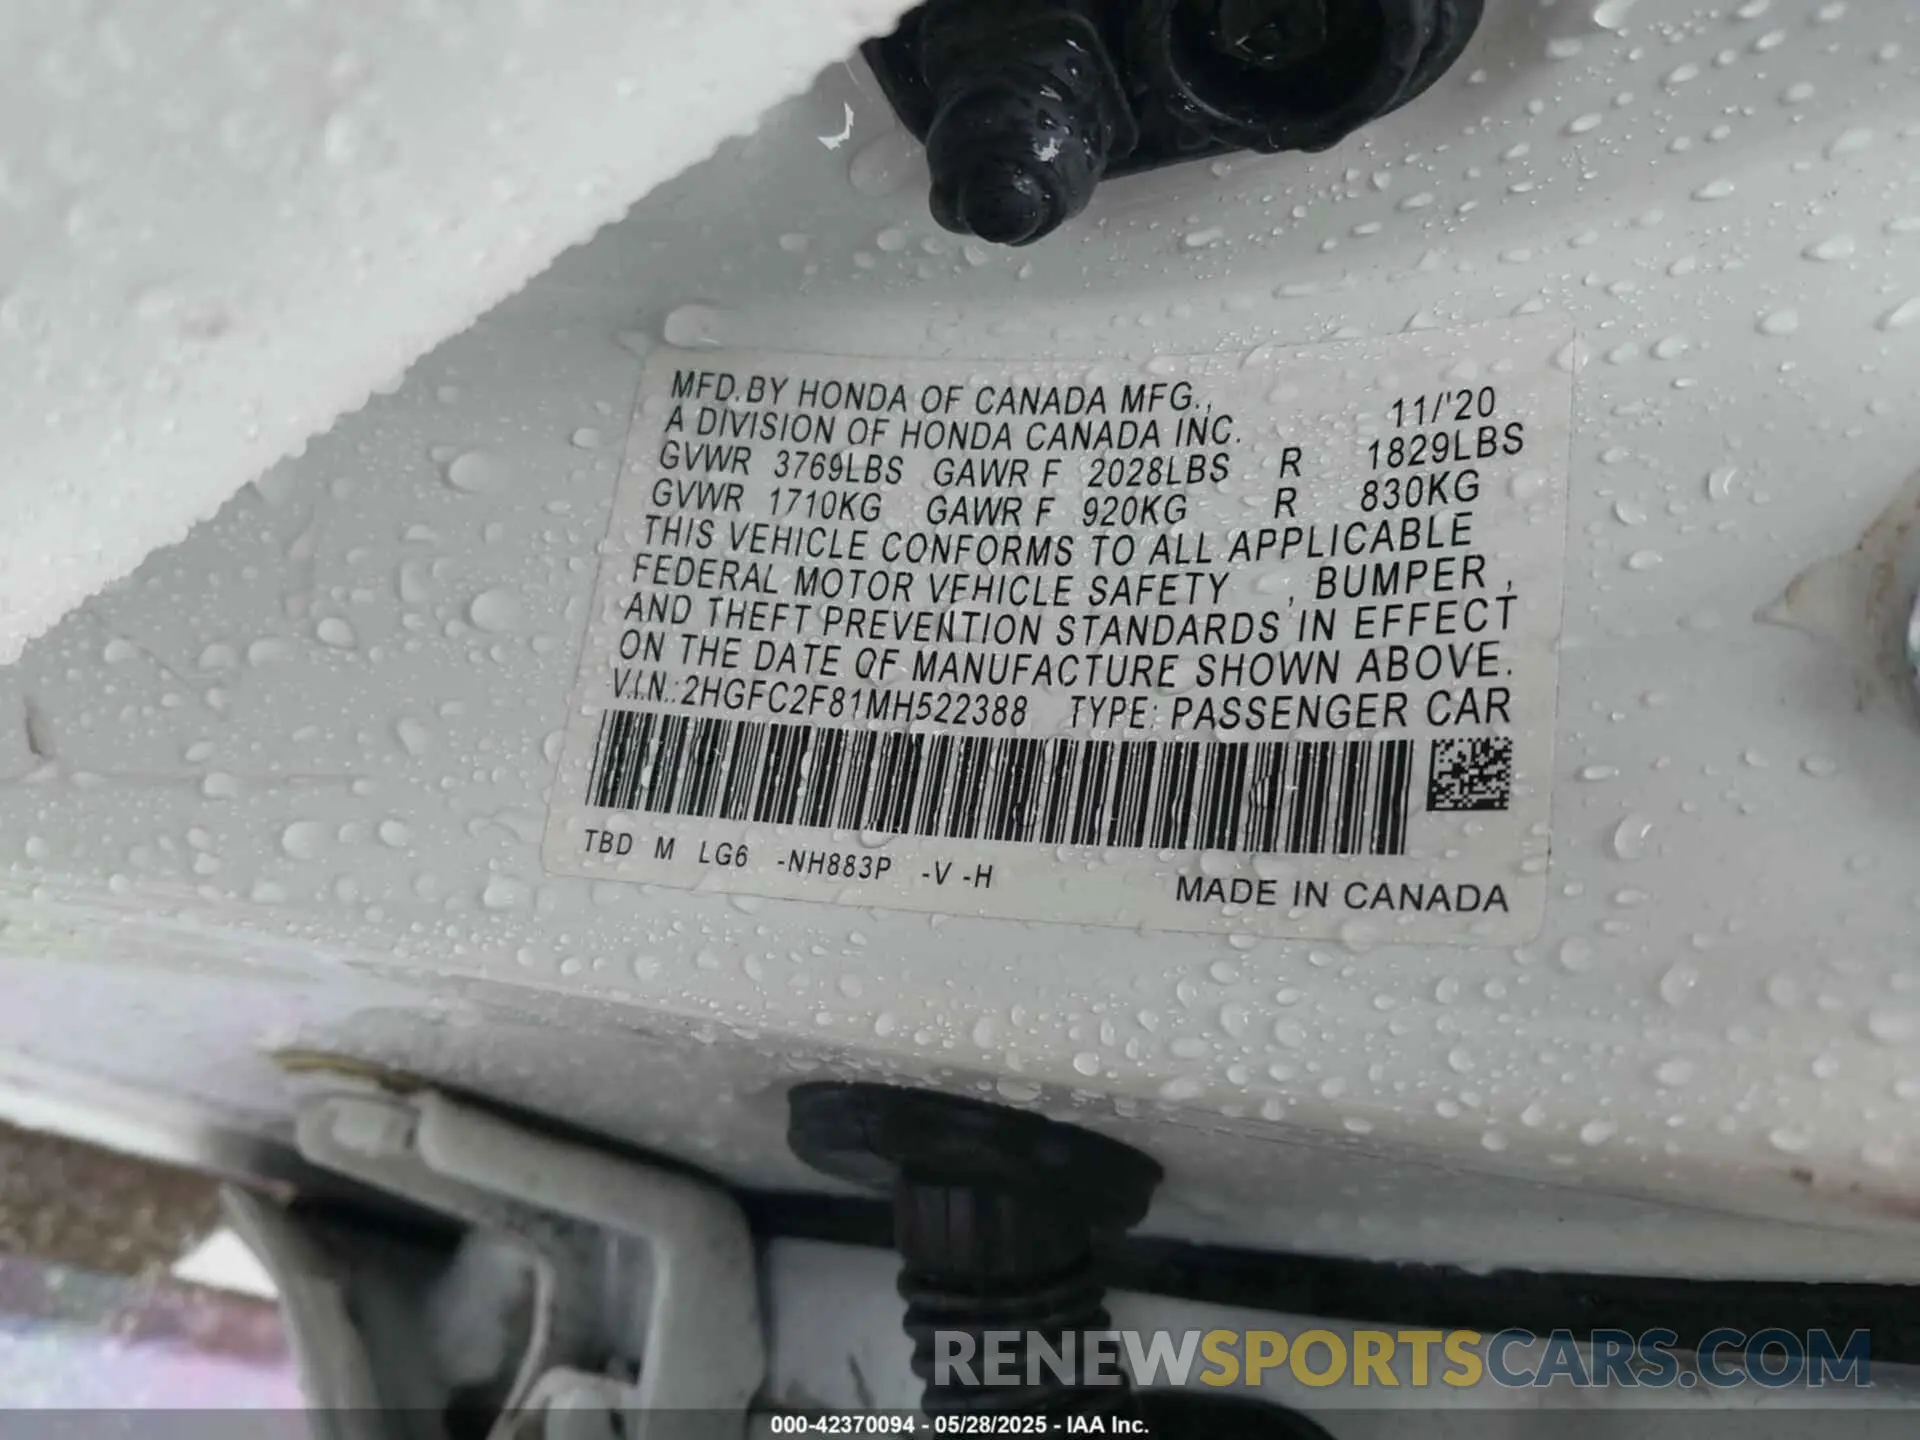 MFD. BY HONDA OF CANADA MFG., 11/'20
A DIVISION OF HONDA CANADA INC.
GVWR 3769LBS GAWR F 2028LBS R 1829LBS
GVWR 1710KG GAWR F 920KG R 830KG
THIS VEHICLE CONFORMS TO ALL APPLICABLE
FEDERAL MOTOR VEHICLE SAFETY , BUMPER ,
AND THEFT PREVENTION STANDARDS IN EFFECT
ON THE DATE OF MANUFACTURE SHOWN ABOVE.
V.I.N.:2HGFC2F81MH522388 TYPE: PASSENGER CAR
TBD M LG6 -NH883P -V -H
MADE IN CANADA
RENEWSPORTSCARS.COM
000-42370094 - 05/28/2025 - IAA Inc.